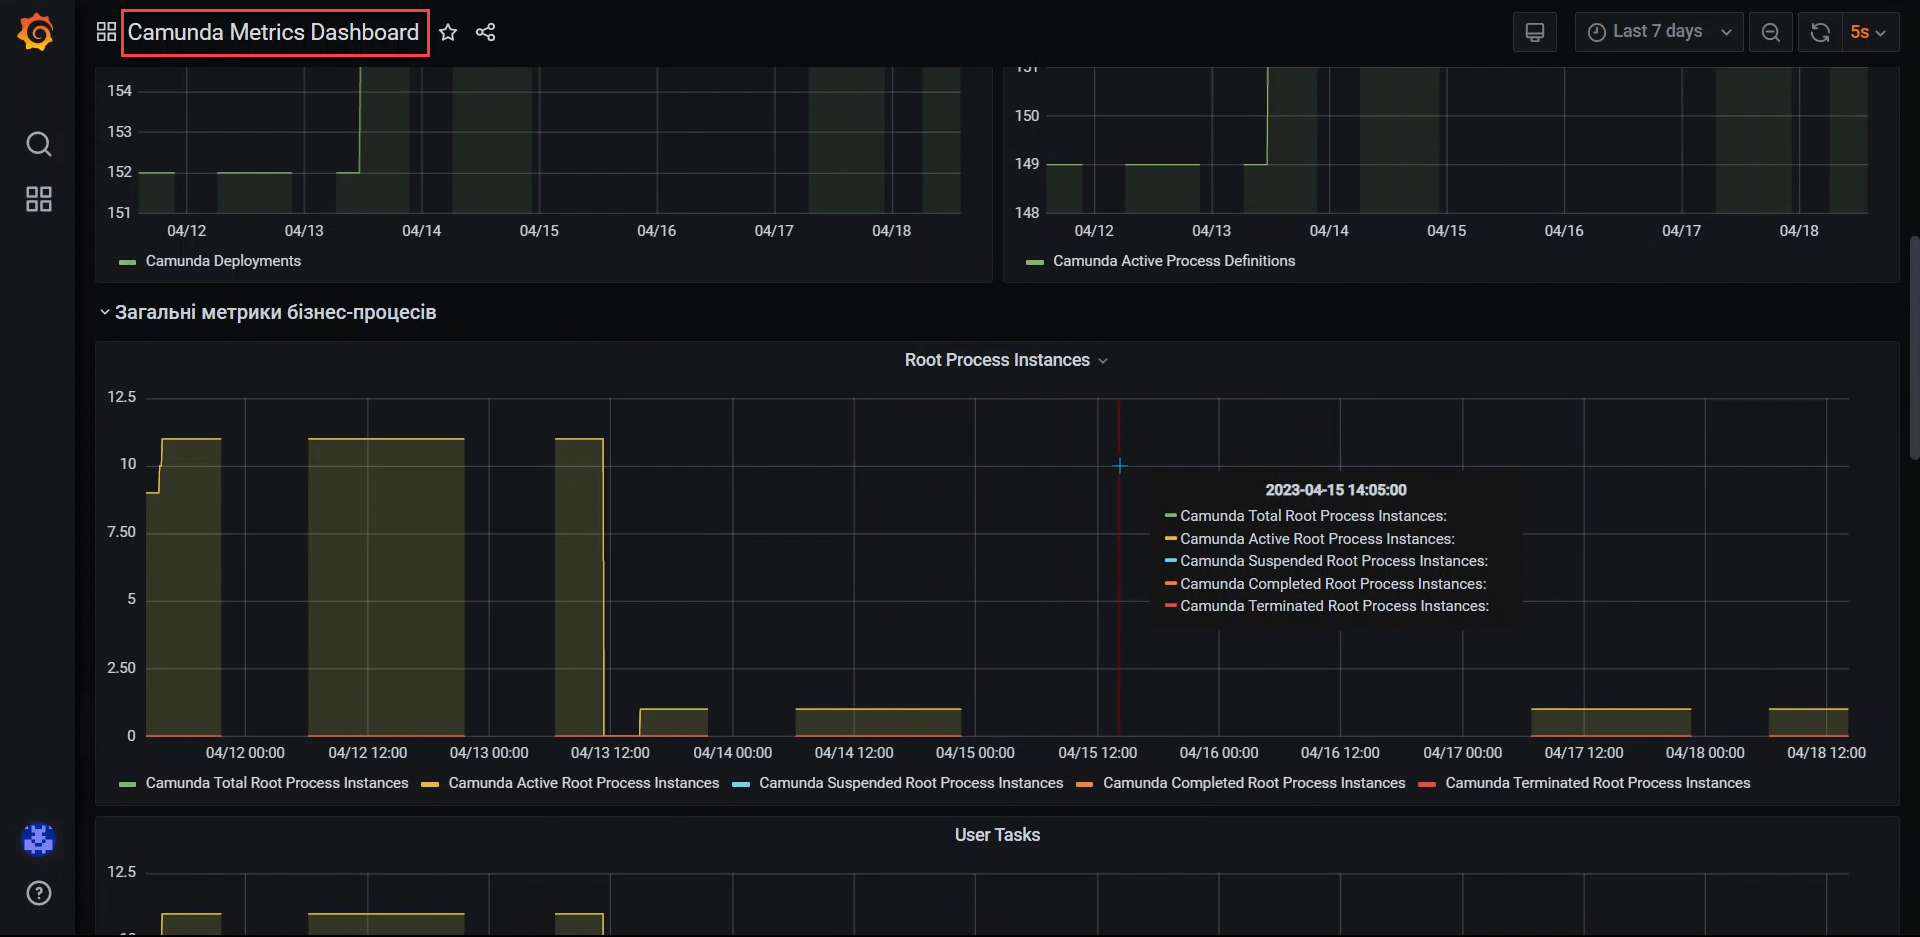 Camunda Metrics Dashboard
Last 7 days
5s
154
153
152
151
04/12 04/13 04/14 04/15 04/16 04/17 04/18
Camunda Deployments
151
150
149
148
04/12 04/13 04/14 04/15 04/16 04/17 04/18
Camunda Active Process Definitions
Загальні метрики бізнес-процесів
Root Process Instances
12.5
10
7.50
5
2.50
0
2023-04-15 14:05:00
Camunda Total Root Process Instances:
Camunda Active Root Process Instances:
Camunda Suspended Root Process Instances:
Camunda Completed Root Process Instances:
Camunda Terminated Root Process Instances:
04/12 00:00 04/12 12:00 04/13 00:00 04/13 12:00 04/14 00:00 04/14 12:00 04/15 00:00 04/15 12:00 04/16 00:00 04/16 12:00 04/17 00:00 04/17 12:00 04/18 00:00 04/18 12:00
Camunda Total Root Process Instances Camunda Active Root Process Instances Camunda Suspended Root Process Instances Camunda Completed Root Process Instances Camunda Terminated Root Process Instances
User Tasks
12.5